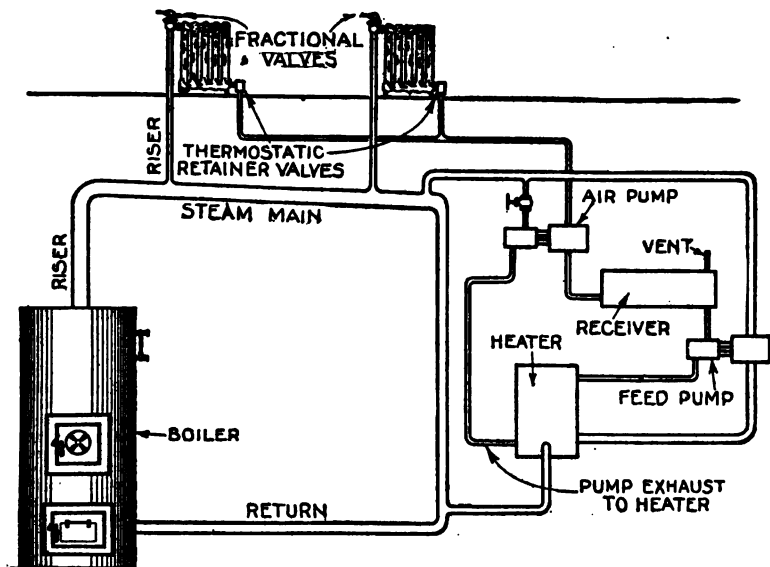 FRACTIONAL
VALVES
RISER
THERMOSTATIC
RETAINER VALVES
STEAM MAIN
AIR PUMP
VENT
RISER
RECEIVER
HEATER
FEED PUMP
BOILER
PUMP EXHAUST
TO HEATER
RETURN